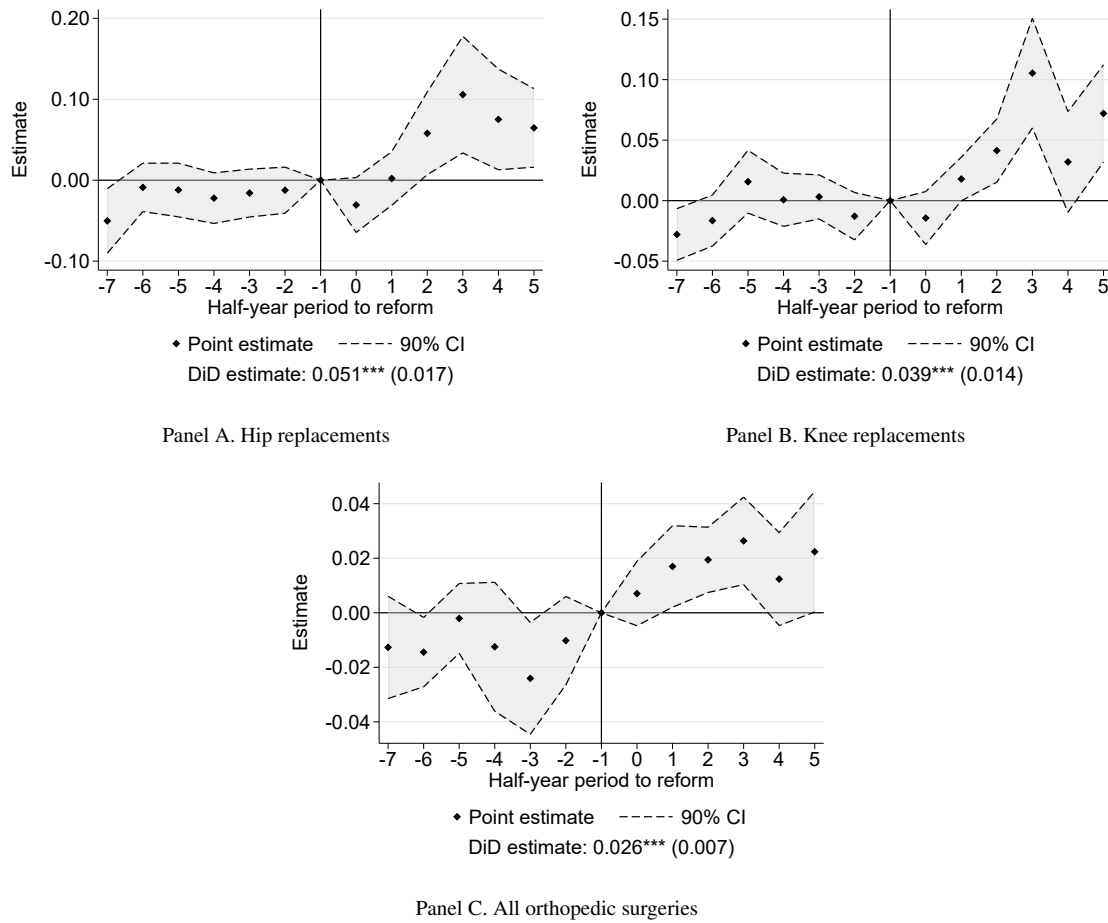 0.20
0.10
0.00
-0.10
Estimate
-7 -6 -5 -4 -3 -2 -1 0 1 2 3 4 5
Half-year period to reform
Point estimate 90% CI
DiD estimate: 0.051*** (0.017)
Panel A. Hip replacements
0.15
0.10
0.05
0.00
-0.05
Estimate
-7 -6 -5 -4 -3 -2 -1 0 1 2 3 4 5
Half-year period to reform
Point estimate 90% CI
DiD estimate: 0.039*** (0.014)
Panel B. Knee replacements
0.04
0.02
0.00
-0.02
-0.04
Estimate
-7 -6 -5 -4 -3 -2 -1 0 1 2 3 4 5
Half-year period to reform
Point estimate 90% CI
DiD estimate: 0.026*** (0.007)
Panel C. All orthopedic surgeries